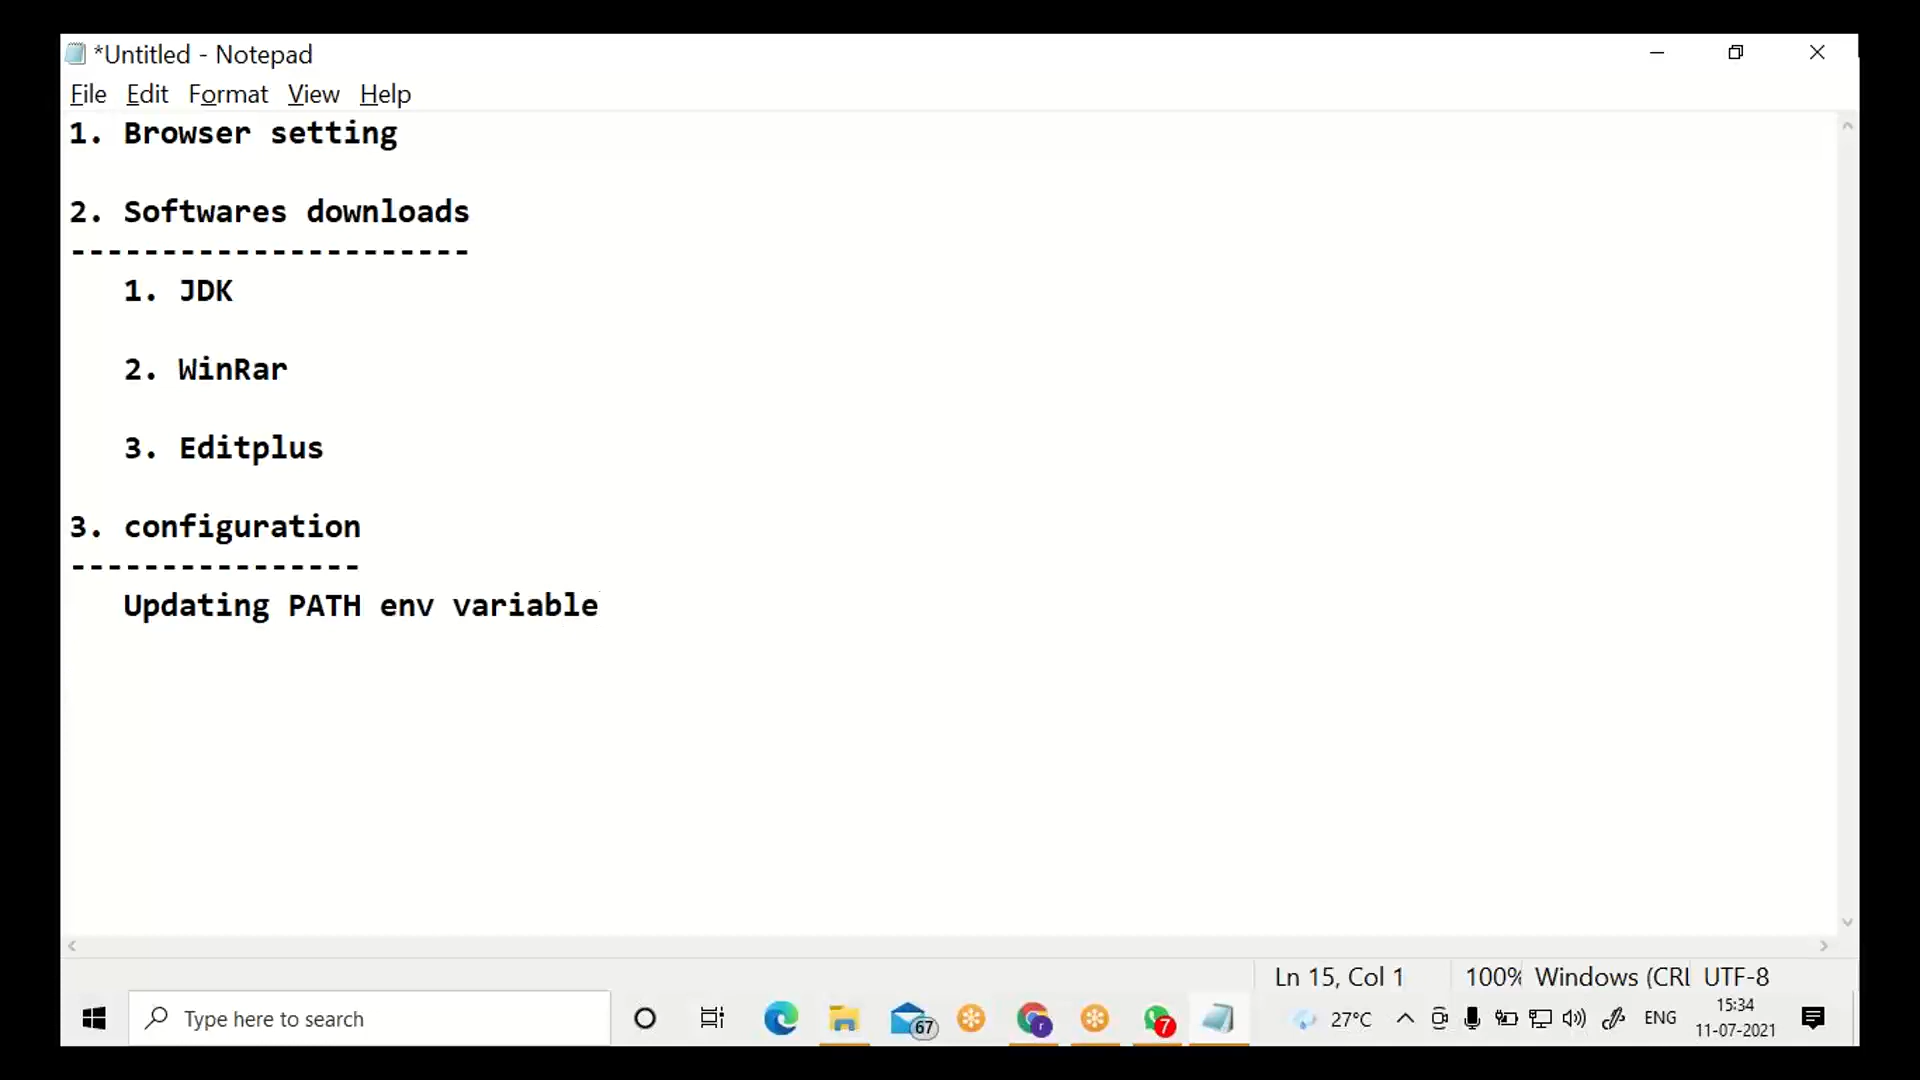 *Untitled - Notepad
File Edit Format View Help
1. Browser setting
2. Softwares downloads
----------------------
1. JDK
2. WinRar
3. Editplus
3. configuration
----------------
Updating PATH env variable
Ln 15, Col 1 100% Windows (CRL UTF-8
Type here to search
67
r
7
27°C
ENG
15:34
11-07-2021